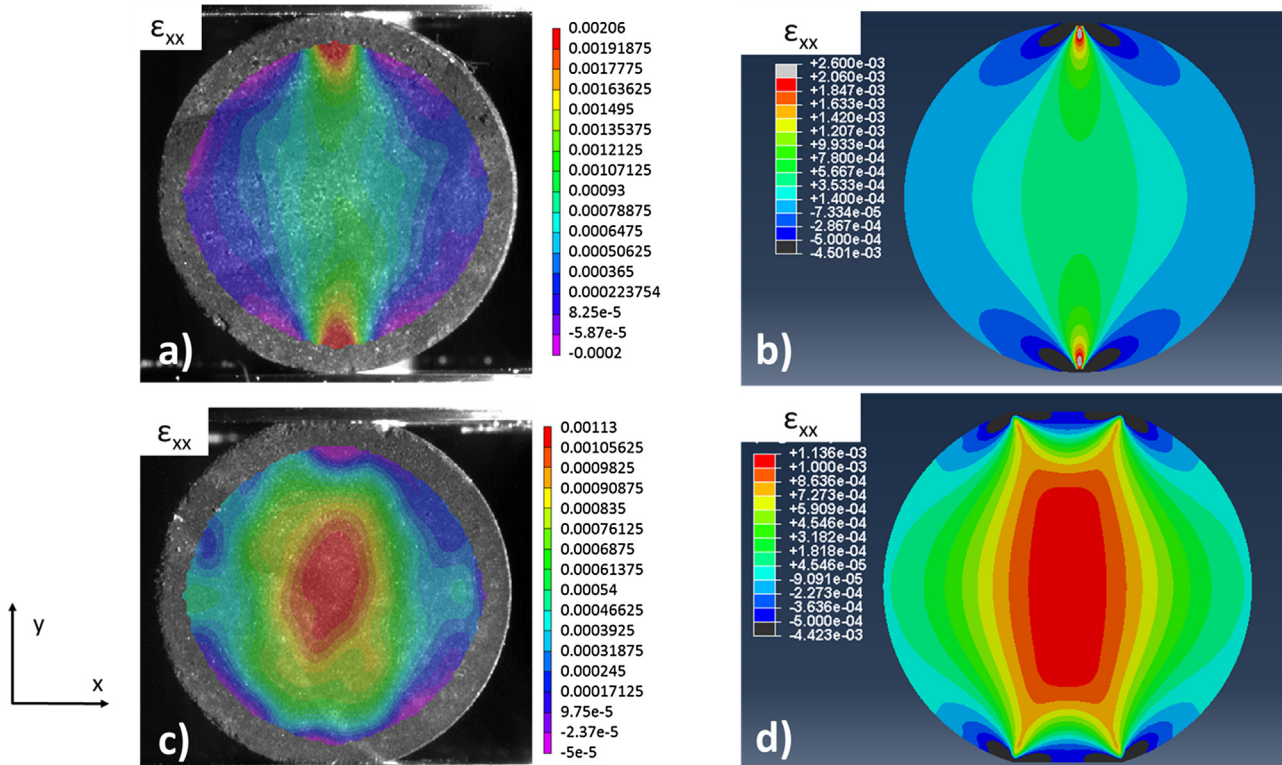 εxx
0.00206
0.00191875
0.0017775
0.00163625
0.001495
0.00135375
0.00121125
0.00107125
0.00093
0.00078875
0.0006475
0.00050625
0.000365
0.000223754
8.25e-5
-5.87e-5
-0.0002
a)
εxx
+2.600e-03
+2.060e-03
+1.847e-03
+1.633e-03
+1.420e-03
+1.207e-03
+9.933e-04
+7.800e-04
+5.667e-04
+3.533e-04
+1.400e-04
-7.334e-05
-2.867e-04
-5.000e-04
-4.501e-03
b)
εxx
0.00113
0.00105625
0.0009825
0.00090875
0.000835
0.00076125
0.0006875
0.00061375
0.00054
0.00046625
0.0003925
0.00031875
0.000245
0.00017125
9.75e-5
-2.37e-5
-5e-5
c)
εxx
+1.136e-03
+1.000e-03
+8.636e-04
+7.273e-04
+5.909e-04
+4.546e-04
+3.182e-04
+1.818e-04
+4.546e-05
-9.091e-05
-2.273e-04
-3.636e-04
-5.000e-04
-4.423e-03
d)
y
x